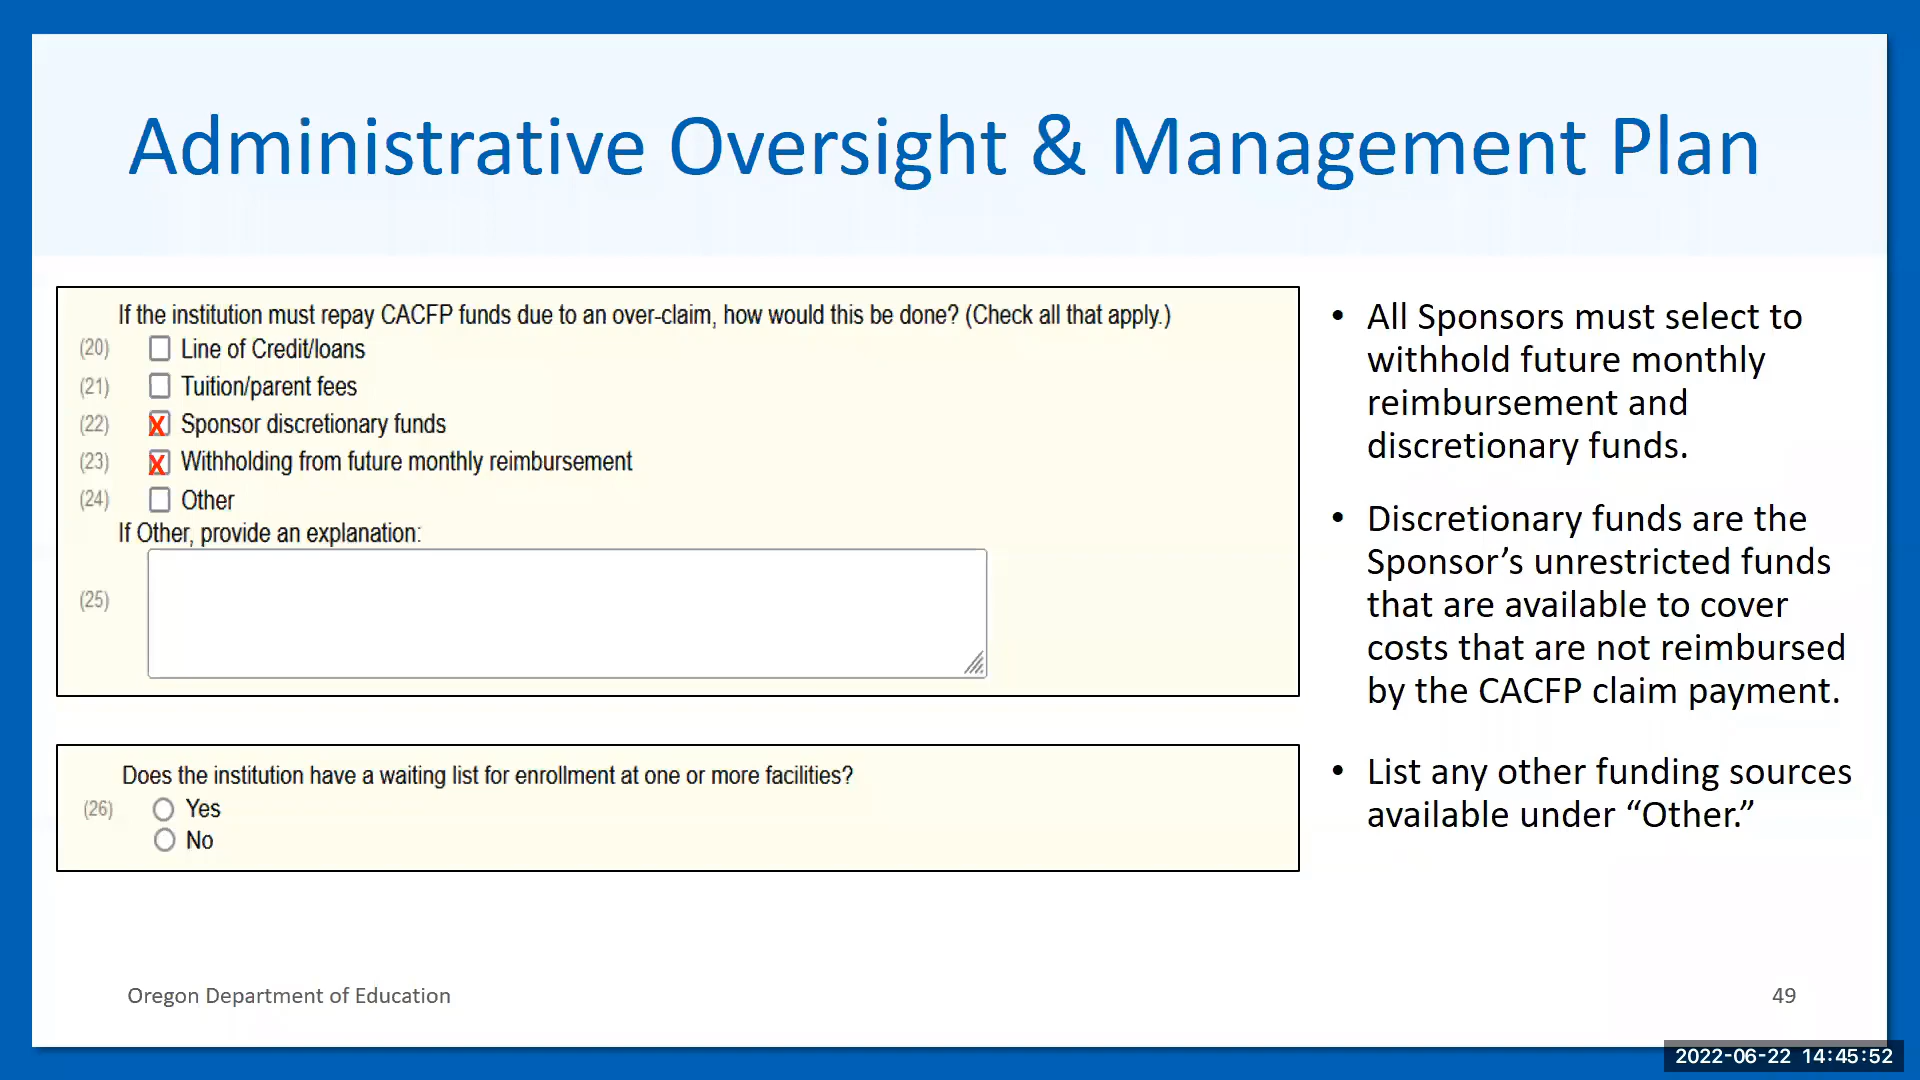 Administrative Oversight & Management Plan
If the institution must repay CACFP funds due to an over-claim, how would this be done? (Check all that apply.)
(20) Line of Credit/loans
(21) Tuition/parent fees
(22) X Sponsor discretionary funds
(23) X Withholding from future monthly reimbursement
(24) Other
If Other, provide an explanation:
(25)
Does the institution have a waiting list for enrollment at one or more facilities?
(26) Yes
No
• All Sponsors must select to
withhold future monthly
reimbursement and
discretionary funds.
• Discretionary funds are the
Sponsor’s unrestricted funds
that are available to cover
costs that are not reimbursed
by the CACFP claim payment.
• List any other funding sources
available under “Other.”
Oregon Department of Education
49
2022-06-22 14:45:52